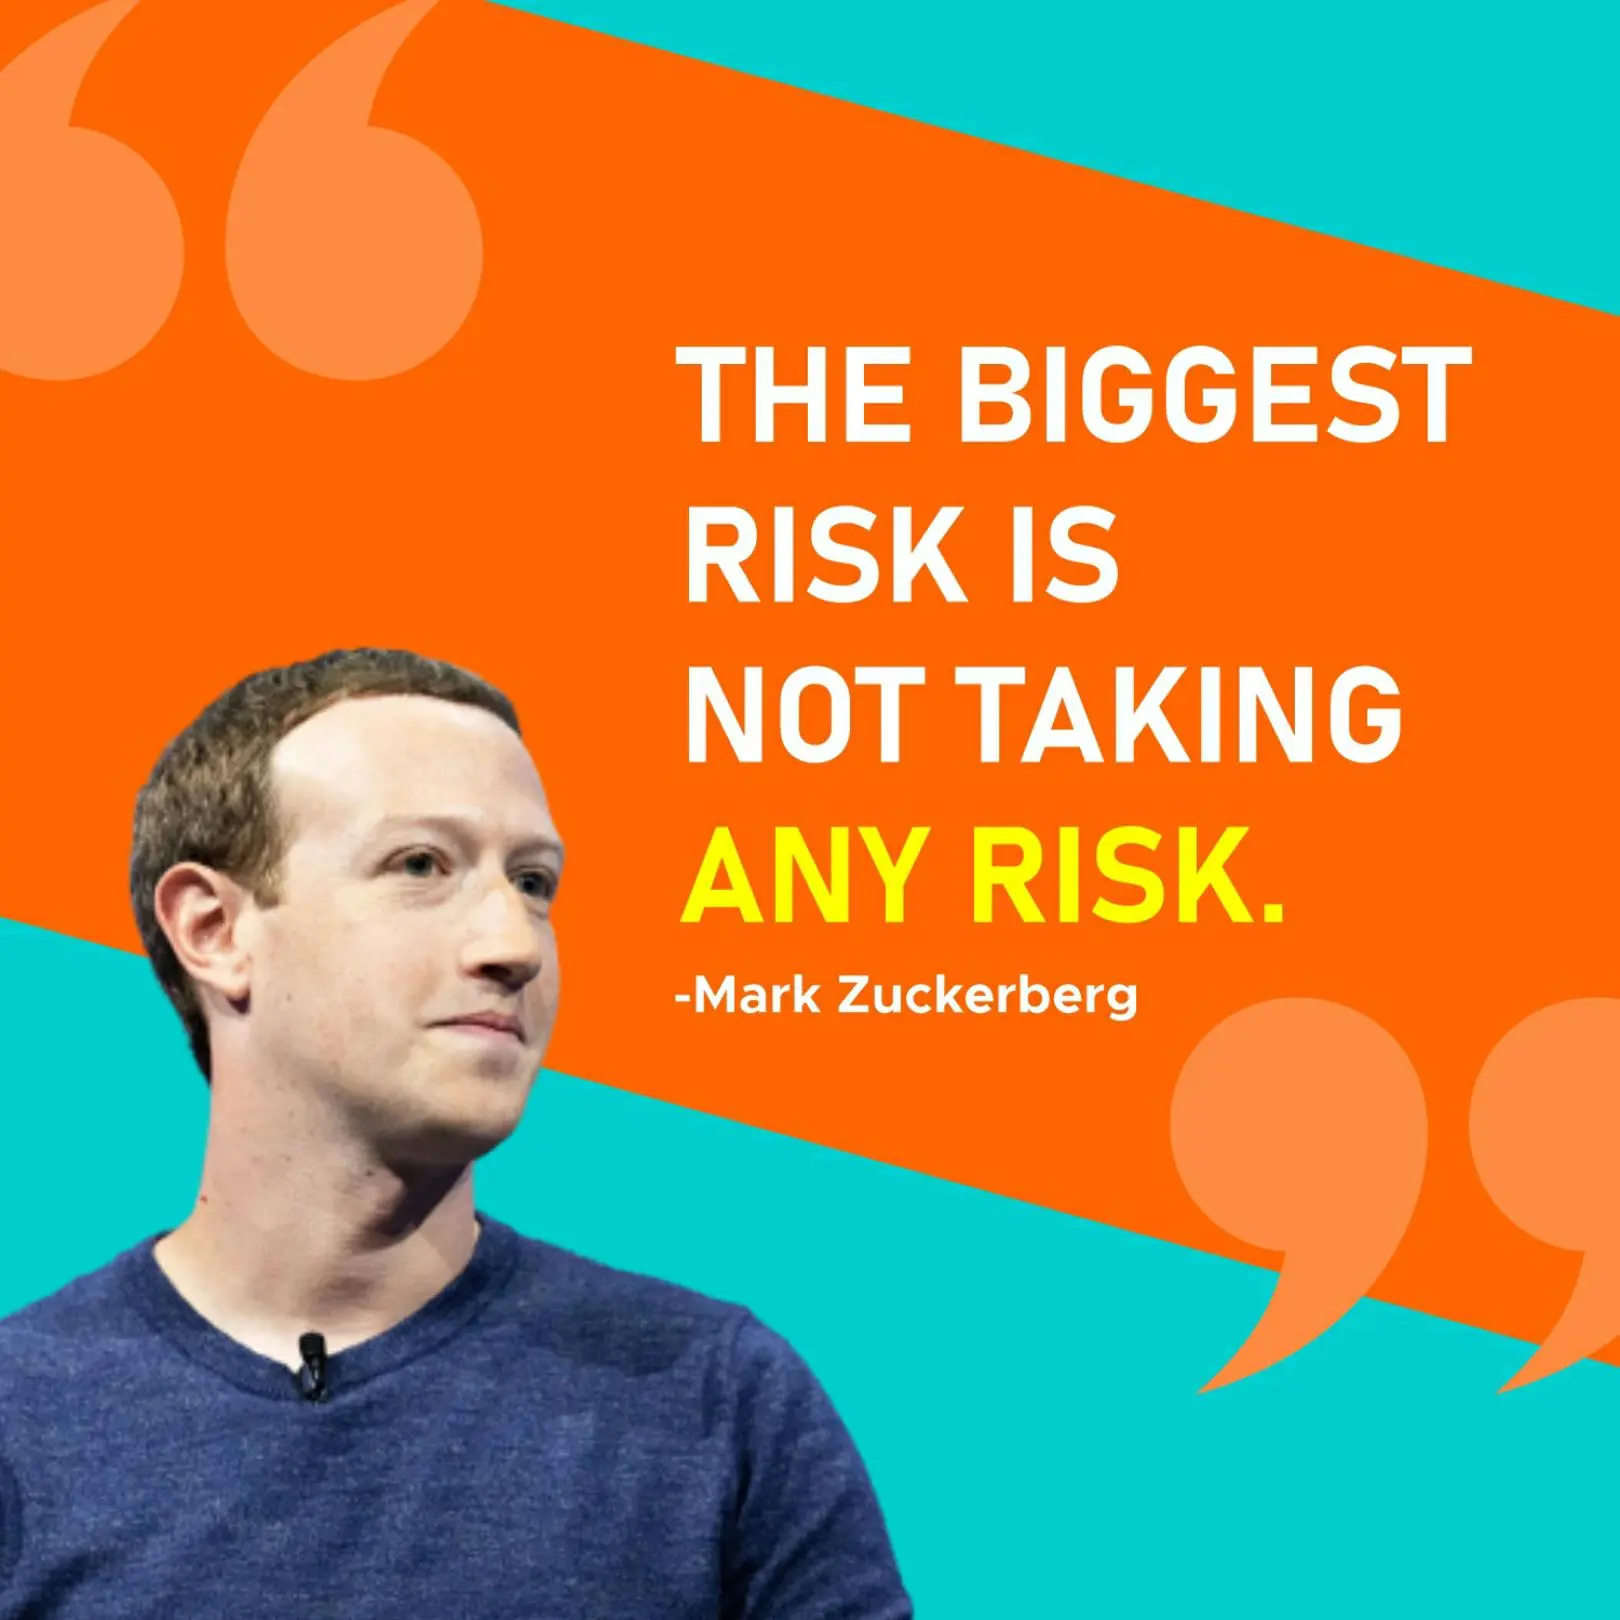 THE BIGGEST
RISK IS
NOT TAKING
ANY RISK.
-Mark Zuckerberg